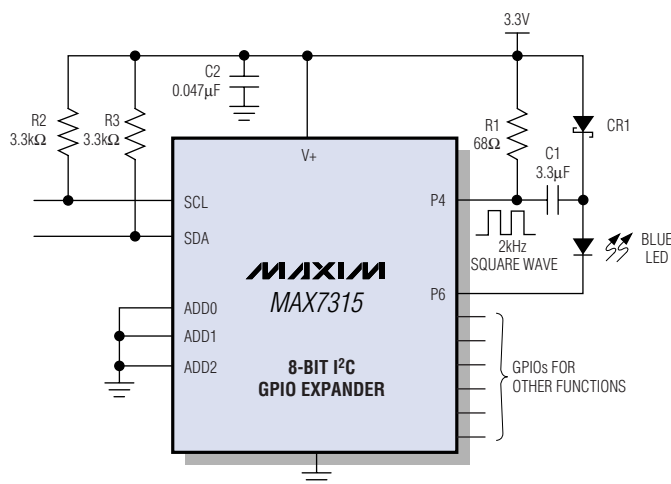 3.3V
C2
0.047µF
R2
3.3kΩ
R3
3.3kΩ
R1
68Ω
CR1
C1
3.3µF
V+
SCL
P4
SDA
2kHz
SQUARE WAVE
BLUE
LED
MAXIM
MAX7315
P6
ADD0
ADD1
ADD2
8-BIT I²C
GPIO EXPANDER
GPIOs FOR
OTHER FUNCTIONS